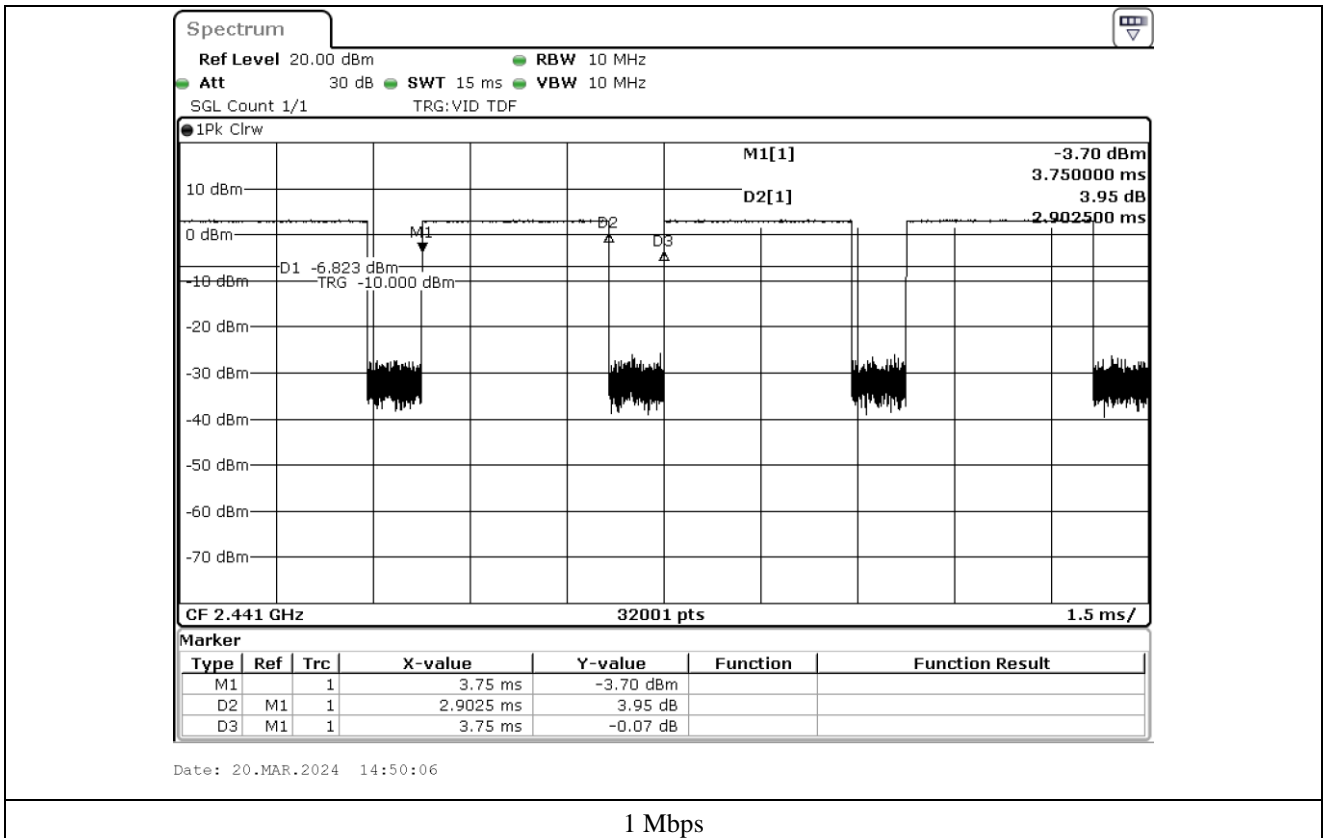 Spectrum
Ref Level 20.00 dBm RBW 10 MHz
Att 30 dB SWT 15 ms VBW 10 MHz
SGL Count 1/1 TRG:VID TDF
1Pk Clrw
M1[1] -3.70 dBm
3.750000 ms
10 dBm
D2[1] 3.95 dB
2.902500 ms
D2
0 dBm
M1
D3
D1 -6.823 dBm
-10 dBm
TRG -10.000 dBm
-20 dBm
-30 dBm
-40 dBm
-50 dBm
-60 dBm
-70 dBm
CF 2.441 GHz 32001 pts 1.5 ms/
Marker
Type Ref Trc X-value Y-value Function Function Result
M1 1 3.75 ms -3.70 dBm
D2 M1 1 2.9025 ms 3.95 dB
D3 M1 1 3.75 ms -0.07 dB
Date: 20.MAR.2024 14:50:06
1 Mbps